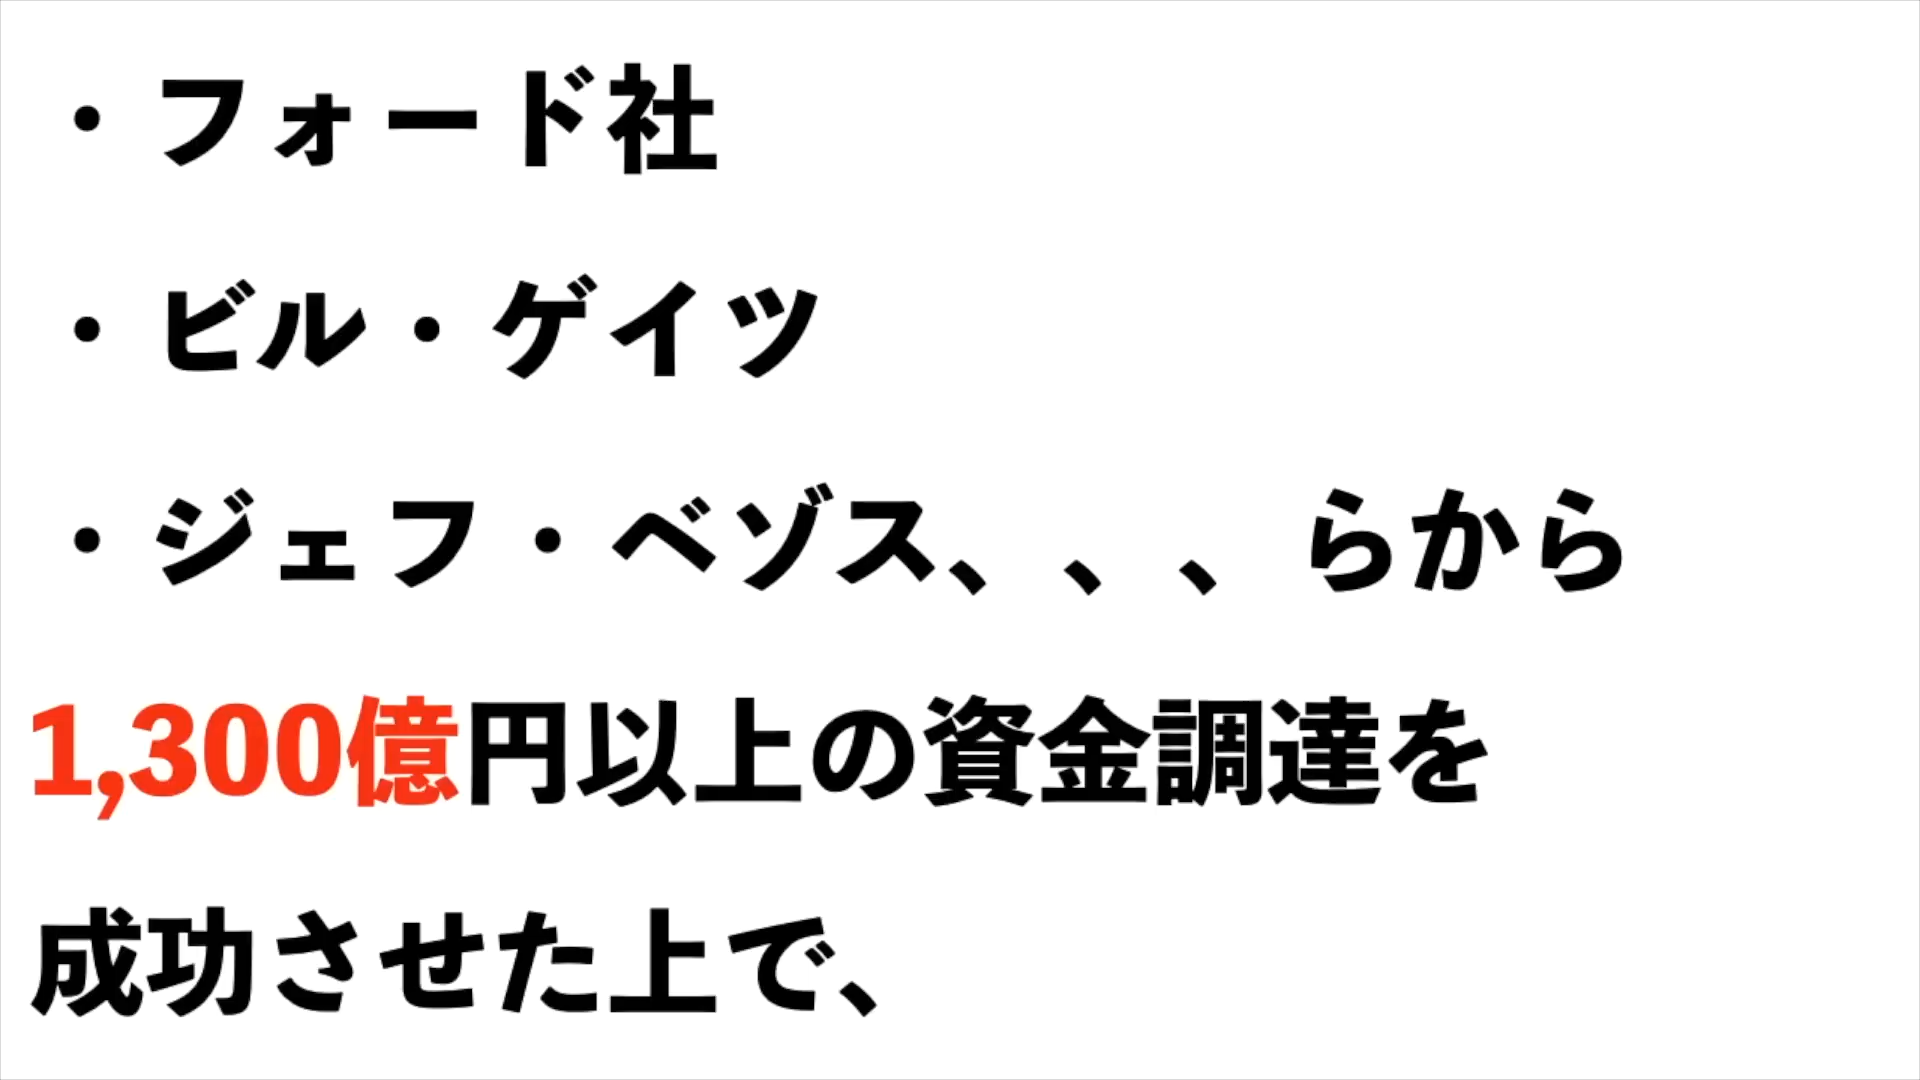 ・フォード社
・ビル・ゲイツ
・ジェフ・ベゾス、、、らから
1,300億円以上の資金調達を
成功させた上で、